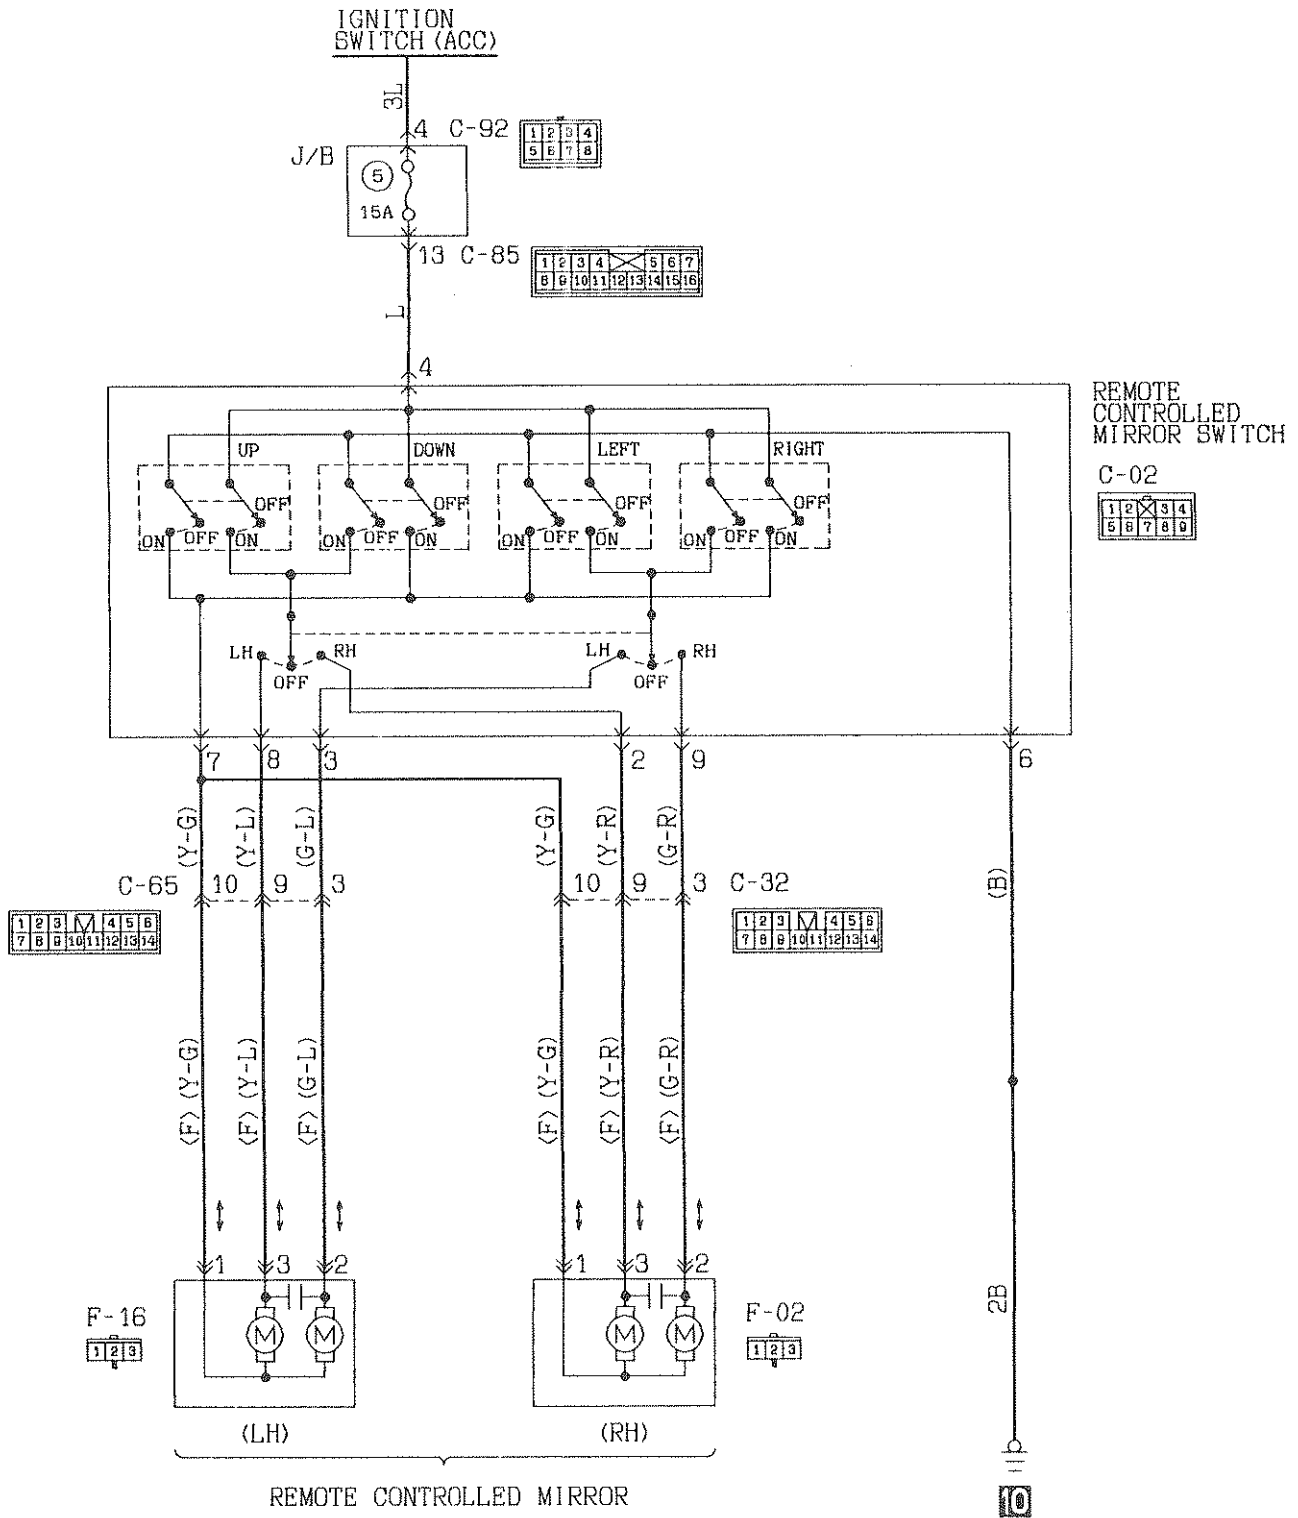 IGNITION
SWITCH (ACC)
3L
4 C-92
1 2 3 4
5 6 7 8
J/B
5
15A
13 C-85
1 2 3 4 5 6 7
8 9 10 11 12 13 14 15 16
L
4
REMOTE
CONTROLLED
MIRROR SWITCH
C-02
1 2 3 4
5 6 7 8 9
UP DOWN LEFT RIGHT
OFF OFF OFF OFF
ON OFF ON ON OFF ON ON OFF ON ON OFF ON
LH RH LH RH
OFF OFF
7 8 3 2 9 6
(Y-G) (Y-L) (G-L) (Y-G) (Y-R) (G-R) (B)
C-65 10 9 3 10 9 3 C-32
1 2 3 4 5 6
7 8 9 10 11 12 13 14
1 2 3 4 5 6
7 8 9 10 11 12 13 14
(F) (Y-G) (F) (Y-L) (F) (G-L) (F) (Y-G) (F) (Y-R) (F) (G-R)
1 3 2 1 3 2
2B
F-16
1 2 3
M M
M M
F-02
1 2 3
(LH) (RH)
REMOTE CONTROLLED MIRROR
10